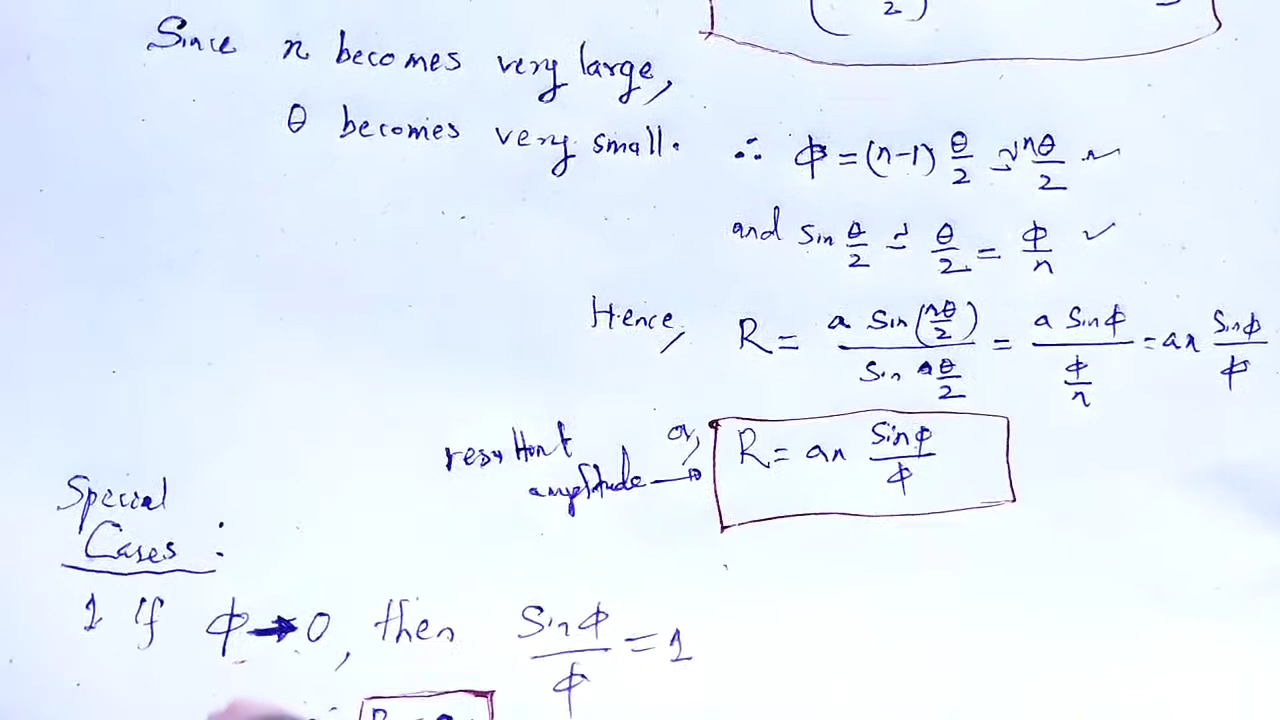 2)
Since n becomes very large,
θ becomes very small.
∴ ϕ = (n-1) θ/2 ≃ nθ/2
and sin θ/2 ≃ θ/2 = ϕ/n ✓
Hence, R = a sin(nθ/2) / sin θ/2 = a sinϕ / (ϕ/n) = an sinϕ/ϕ
resultant amplitude → or, R = an sinϕ/ϕ
Special
Cases :
1 If ϕ→0, then sinϕ/ϕ = 1